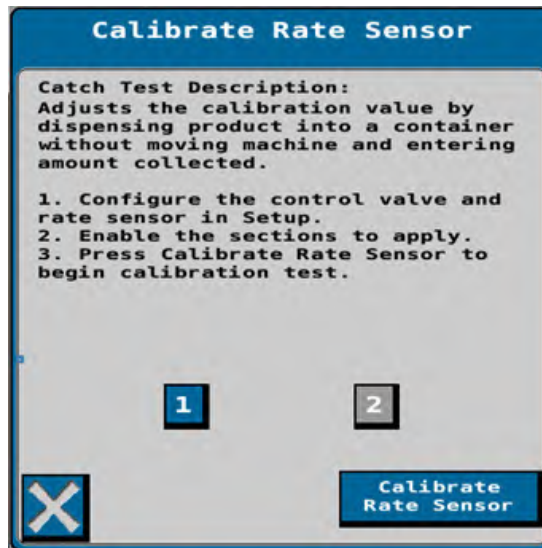 Calibrate Rate Sensor
Catch Test Description:
Adjusts the calibration value by
dispensing product into a container
without moving machine and entering
amount collected.
1. Configure the control valve and
rate sensor in Setup.
2. Enable the sections to apply.
3. Press Calibrate Rate Sensor to
begin calibration test.
1
2
Calibrate
Rate Sensor